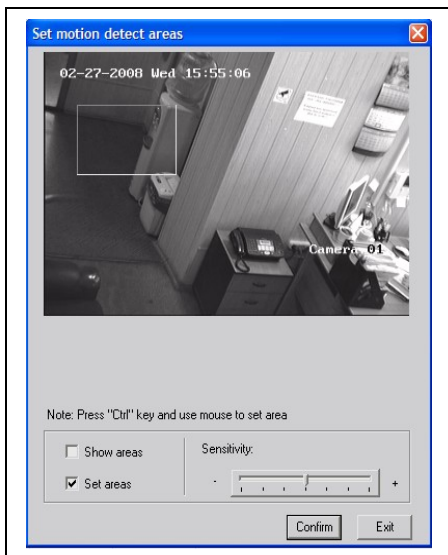 Set motion detect areas
02-27-2008 Wed 15:55:06
Camera 01
Note: Press "Ctrl" key and use mouse to set area
Show areas
Sensitivity:
Set areas
- +
Confirm Exit